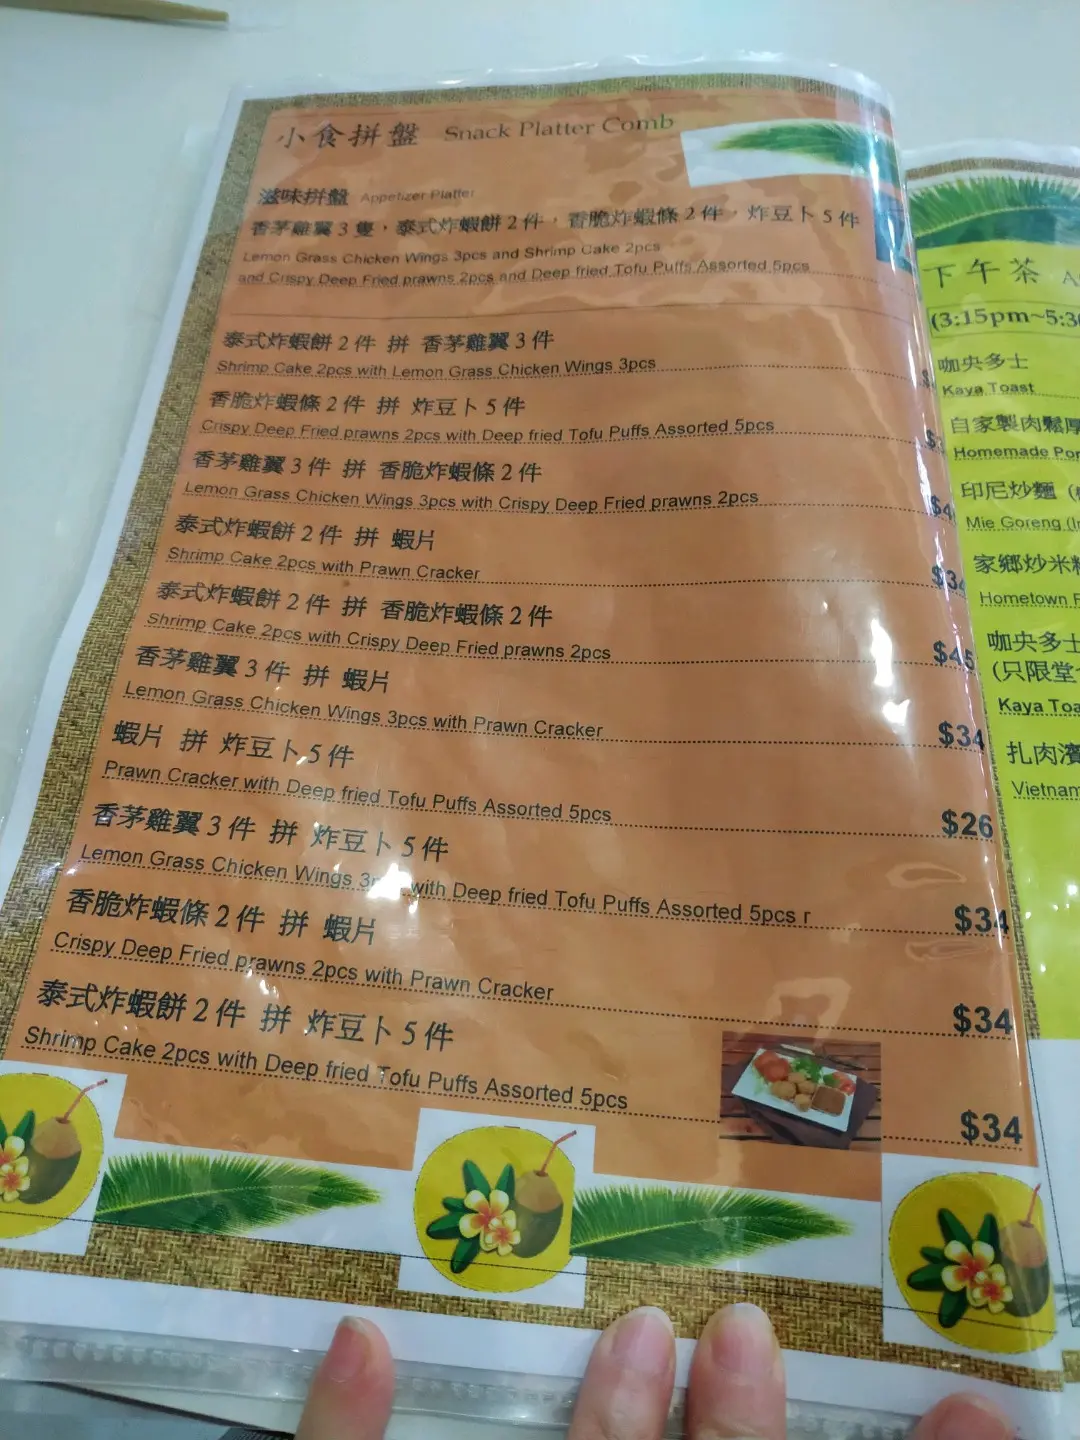 小食拼盤 Snack Platter Comb
滋味拼盤 Appetizer Platter
香茅雞翼 3 隻，泰式炸蝦餅 2 件，香脆炸蝦條 2 件，炸豆卜 5 件
Lemon Grass Chicken Wings 3pcs and Shrimp Cake 2pcs
and Crispy Deep Fried prawns 2pcs and Deep fried Tofu Puffs Assorted 5pcs
泰式炸蝦餅 2 件 拼 香茅雞翼 3 件
Shrimp Cake 2pcs with Lemon Grass Chicken Wings 3pcs
香脆炸蝦條 2 件 拼 炸豆卜 5 件
Crispy Deep Fried prawns 2pcs with Deep fried Tofu Puffs Assorted 5pcs
香茅雞翼 3 件 拼 香脆炸蝦條 2 件
Lemon Grass Chicken Wings 3pcs with Crispy Deep Fried prawns 2pcs
泰式炸蝦餅 2 件 拼 蝦片
Shrimp Cake 2pcs with Prawn Cracker $34
泰式炸蝦餅 2 件 拼 香脆炸蝦條 2 件
Shrimp Cake 2pcs with Crispy Deep Fried prawns 2pcs $45
香茅雞翼 3 件 拼 蝦片
Lemon Grass Chicken Wings 3pcs with Prawn Cracker $34
蝦片 拼 炸豆卜 5 件
Prawn Cracker with Deep fried Tofu Puffs Assorted 5pcs $26
香茅雞翼 3 件 拼 炸豆卜 5 件
Lemon Grass Chicken Wings 3pcs with Deep fried Tofu Puffs Assorted 5pcs r $34
香脆炸蝦條 2 件 拼 蝦片
Crispy Deep Fried prawns 2pcs with Prawn Cracker $34
泰式炸蝦餅 2 件 拼 炸豆卜 5 件
Shrimp Cake 2pcs with Deep fried Tofu Puffs Assorted 5pcs $34
下午茶
(3:15pm~5:30
咖央多士
Kaya Toast
自家製肉鬆厚
Homemade Por
印尼炒麵
Mie Goreng (In
家鄉炒米粉
Hometown F
咖央多士
(只限堂
Kaya Toa
扎肉濱
Vietnam